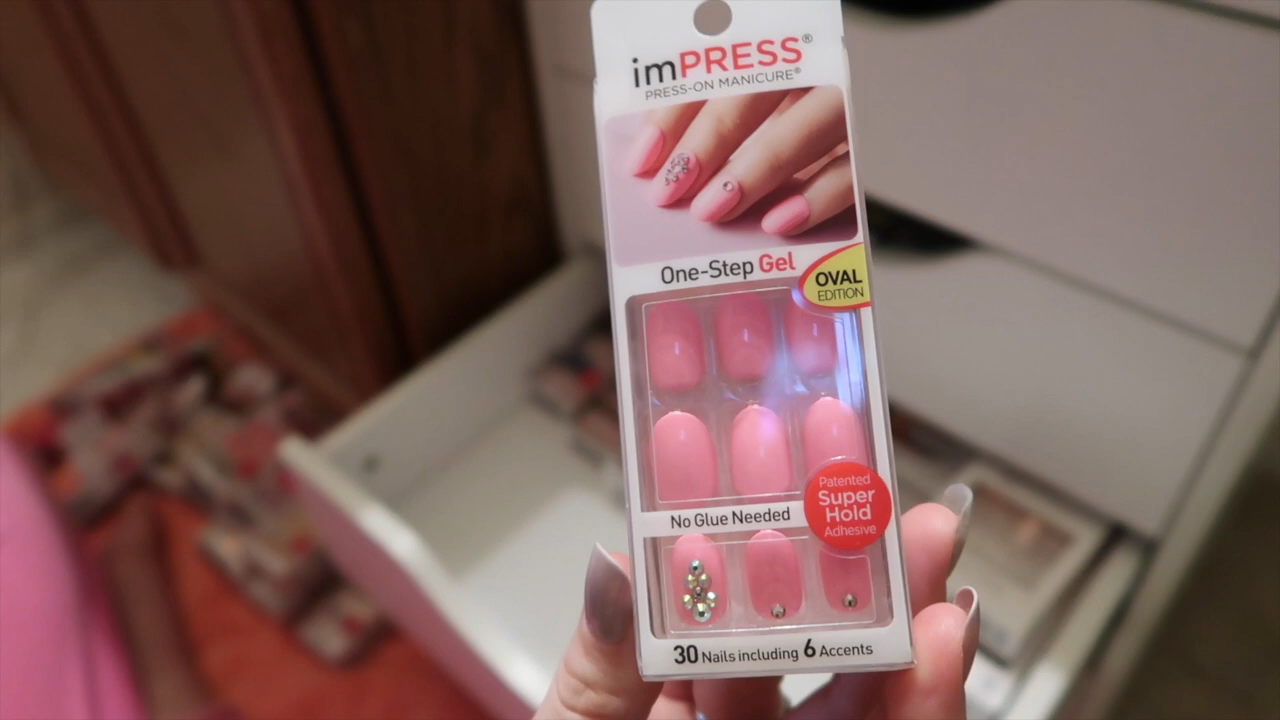 imPRESS®
PRESS-ON MANICURE®
One-Step Gel
OVAL
EDITION
Patented
Super
Hold
Adhesive
No Glue Needed
30 Nails including 6 Accents